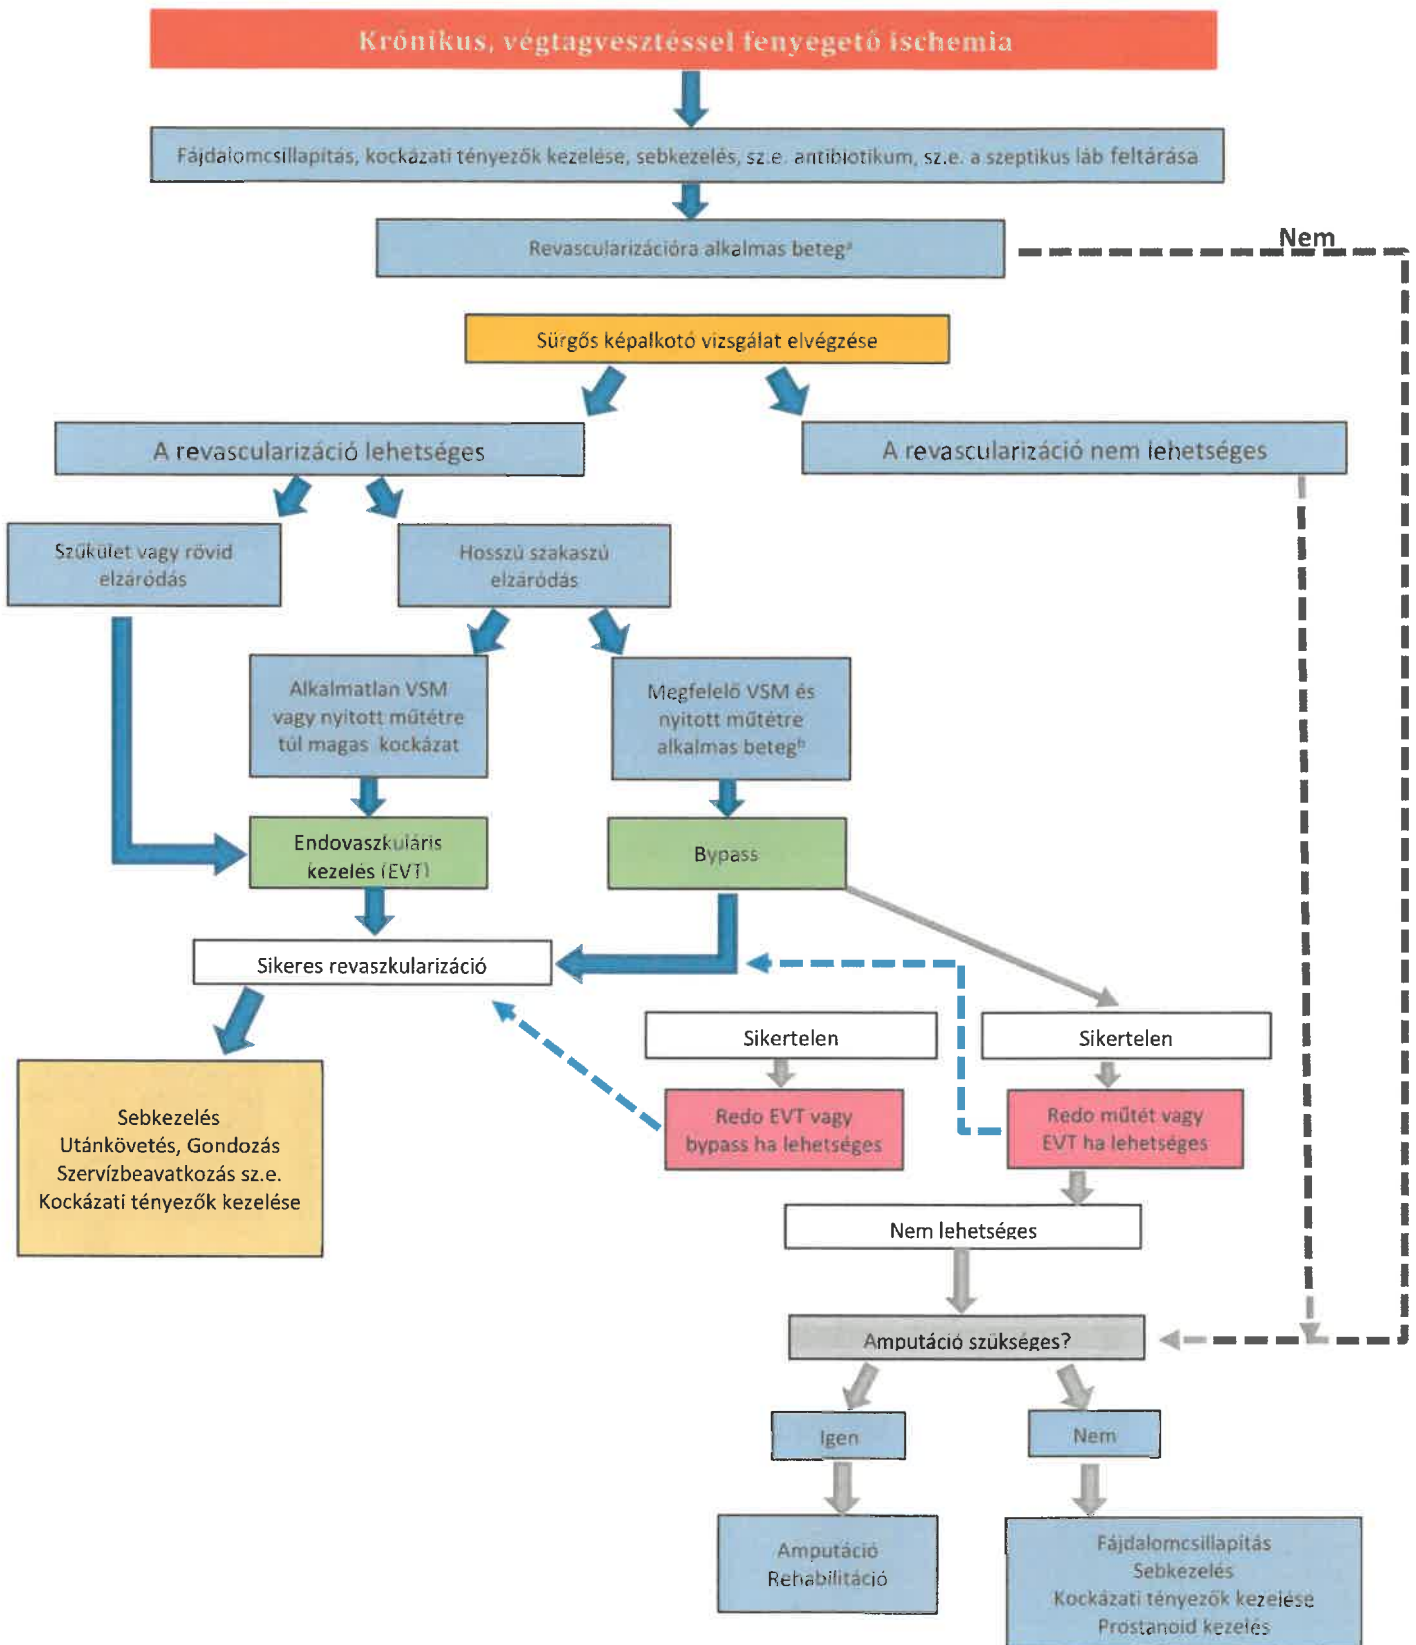 Krónikus, végtagvesztéssel fenyegető ischemia
Fájdalomcsillapítás, kockázati tényezők kezelése, sebkezelés, sz.e. antibiotikum, sz.e. a szeptikus láb feltárása
Revascularizációra alkalmas betegᵃ
Nem
Sürgős képalkotó vizsgálat elvégzése
A revascularizáció lehetséges
A revascularizáció nem lehetséges
Szűkület vagy rövid
elzáródás
Hosszú szakaszú
elzáródás
Alkalmatlan VSM
vagy nyitott műtétre
túl magas kockázat
Megfelelő VSM és
nyitott műtétre
alkalmas betegᵇ
Endovaszkuláris
kezelés (EVT)
Bypass
Sikeres revaszkularizáció
Sikertelen
Sikertelen
Redo EVT vagy
bypass ha lehetséges
Redo műtét vagy
EVT ha lehetséges
Sebkezelés
Utánkövetés, Gondozás
Szervízbeavatkozás sz.e.
Kockázati tényezők kezelése
Nem lehetséges
Amputáció szükséges?
Igen
Nem
Amputáció
Rehabilitáció
Fájdalomcsillapítás
Sebkezelés
Kockázati tényezők kezelése
Prostanoid kezelés